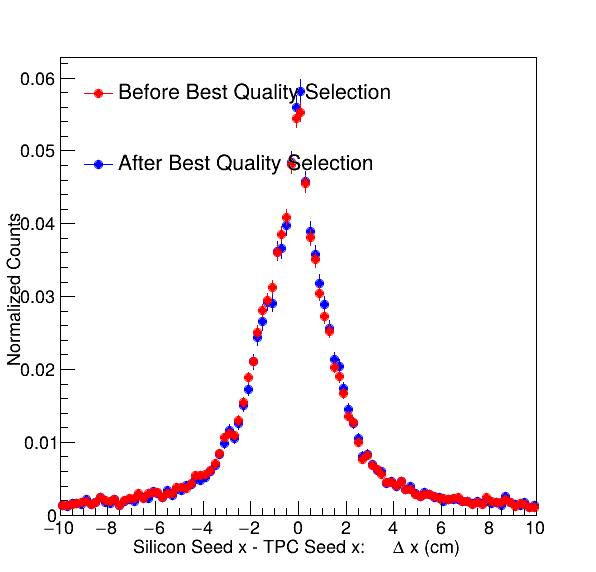 0.06
Before Best Quality Selection
0.05
After Best Quality Selection
0.04
Normalized Counts
0.03
0.02
0.01
0
−10 −8 −6 −4 −2 0 2 4 6 8 10
Silicon Seed x - TPC Seed x: Δ x (cm)